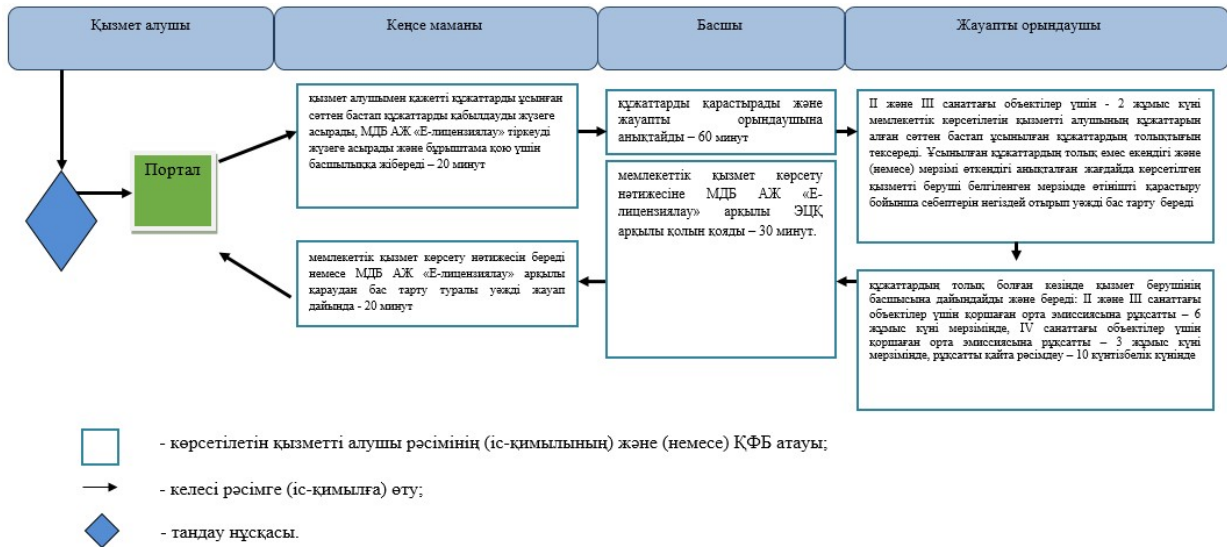 Қызмет алушы
Кеңсе маманы
Басшы
Жауапты орындаушы
Портал
қызмет алушымен қажетті құжаттарды ұсынған
сәттен бастап құжаттарды қабылдауды жүзеге
асырады, МДБ АЖ «Е-лицензиялау» тіркеуді
жүзеге асырады және бұрыштама қою үшін
басшылыққа жібереді – 20 минут
құжаттарды қарастырады және
жауапты орындаушына
анықтайды – 60 минут
ІІ және ІІІ санаттағы объектілер үшін - 2 жұмыс күні
мемлекеттік көрсетілетін қызметті алушының құжаттарын
алған сәттен бастап ұсынылған құжаттардың толықтығын
тексереді. Ұсынылған құжаттардың толық емес екендігі және
(немесе) мерзімі өткендігі анықталған жағдайда көрсетілген
қызметті беруші белгіленген мерзімде өтінішті қарастыру
бойынша себептерін негіздей отырып уәжді бас тарту береді
құжаттардың толық болған кезінде қызмет берушінің
басшысына дайындайды және береді: ІІ және ІІІ санаттағы
объектілер үшін қоршаған орта эмиссиясына рұқсатты – 6
жұмыс күні мерзімінде, IV санаттағы объектілер үшін
қоршаған орта эмиссиясына рұқсатты – 3 жұмыс күні
мерзімінде, рұқсатты қайта рәсімдеу – 10 күнтізбелік күнінде
мемлекеттік қызмет көрсету
нәтижесіне МДБ АЖ «Е-
лицензиялау» арқылы ЭЦҚ
арқылы қолын қояды – 30 минут.
мемлекеттік қызмет көрсету нәтижесін береді
немесе МДБ АЖ «Е-лицензиялау» арқылы
қараудан бас тарту туралы уәжді жауап
дайында - 20 минут
- көрсетілетін қызметті алушы рәсімінің (іс-қимылының) және (немесе) ҚФБ атауы;
- келесі рәсімге (іс-қимылға) өту;
- тандау нұсқасы.